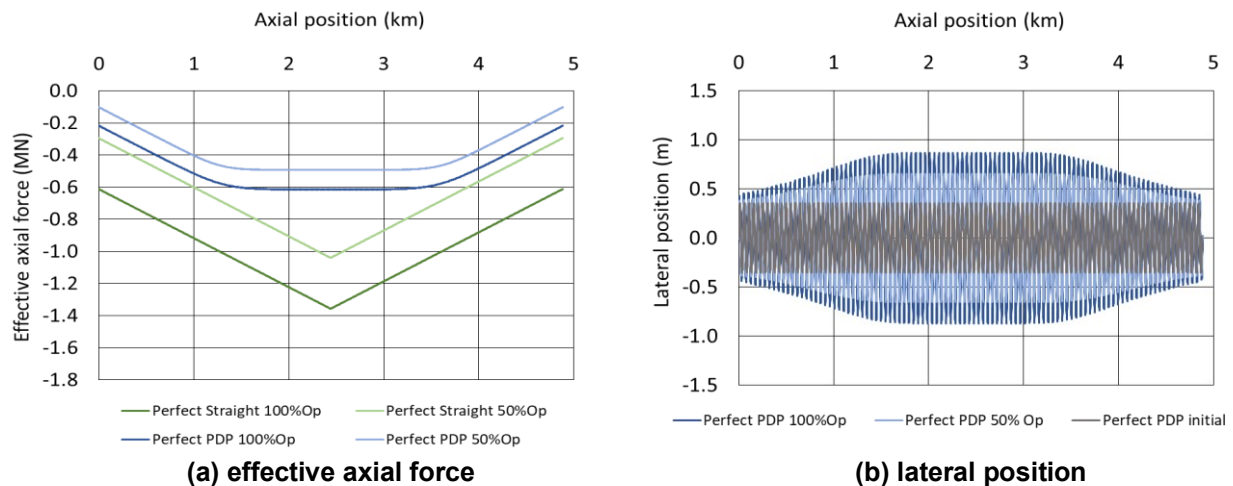 Axial position (km)
0 1 2 3 4 5
0.0
-0.2
-0.4
-0.6
-0.8
-1.0
-1.2
-1.4
-1.6
-1.8
Effective axial force (MN)
Perfect Straight 100%Op Perfect Straight 50%Op
Perfect PDP 100%Op Perfect PDP 50%Op
(a) effective axial force
Axial position (km)
0 1 2 3 4 5
1.5
1.0
0.5
0.0
-0.5
-1.0
-1.5
Lateral position (m)
Perfect PDP 100%Op Perfect PDP 50% Op Perfect PDP initial
(b) lateral position